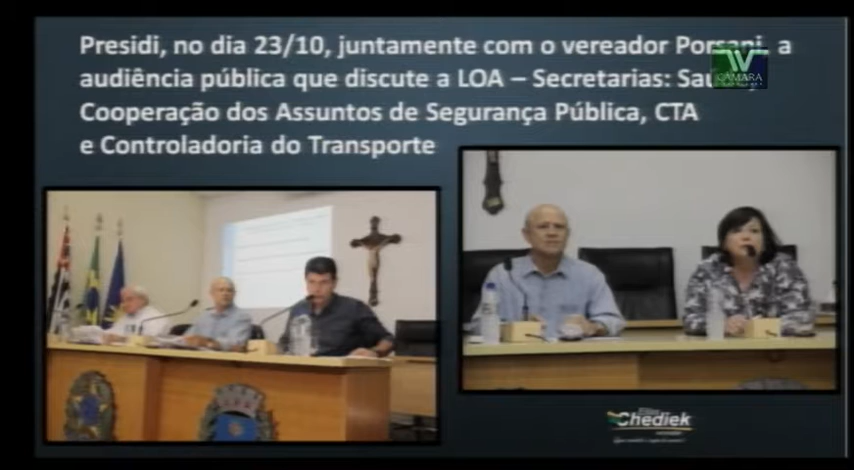 Presidi, no dia 23/10, juntamente com o vereador Porsani, a
audiência pública que discute a LOA – Secretarias:
Cooperação dos Assuntos de Segurança Pública, CTA
e Controladoria do Transporte
TV
CÂMARA
Chediek